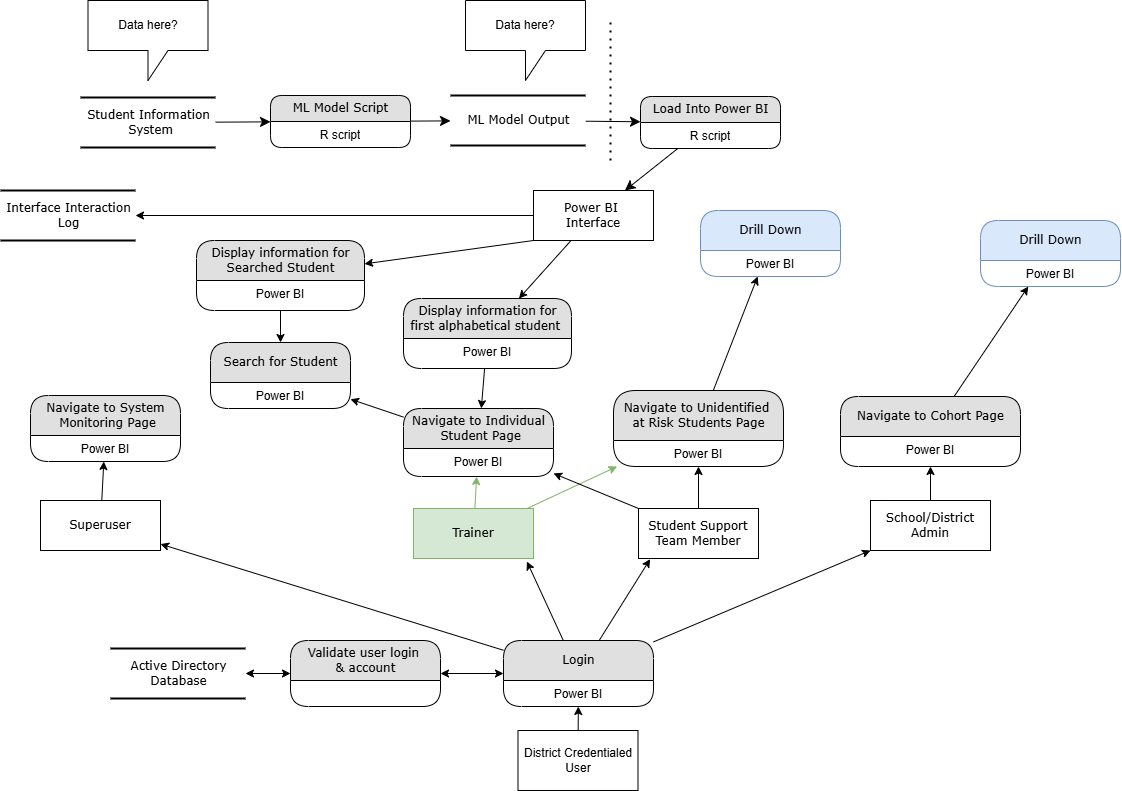 Data here?
Data here?
Student Information
System
ML Model Script
R script
ML Model Output
Load Into Power BI
R script
Interface Interaction
Log
Power BI
Interface
Drill Down
Power BI
Drill Down
Power BI
Display information for
Searched Student
Power BI
Display information for
first alphabetical student
Power BI
Search for Student
Power BI
Navigate to System
Monitoring Page
Power BI
Navigate to Individual
Student Page
Power BI
Navigate to Unidentified
at Risk Students Page
Power BI
Navigate to Cohort Page
Power BI
Superuser
Trainer
Student Support
Team Member
School/District
Admin
Active Directory
Database
Validate user login
& account
Login
Power BI
District Credentialed
User